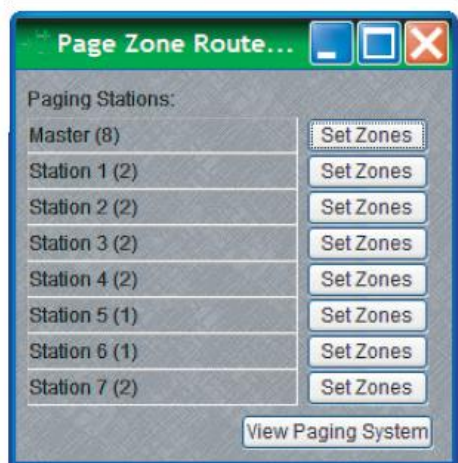 Page Zone Route...
Paging Stations:
Master (8) Set Zones
Station 1 (2) Set Zones
Station 2 (2) Set Zones
Station 3 (2) Set Zones
Station 4 (2) Set Zones
Station 5 (1) Set Zones
Station 6 (1) Set Zones
Station 7 (2) Set Zones
View Paging System